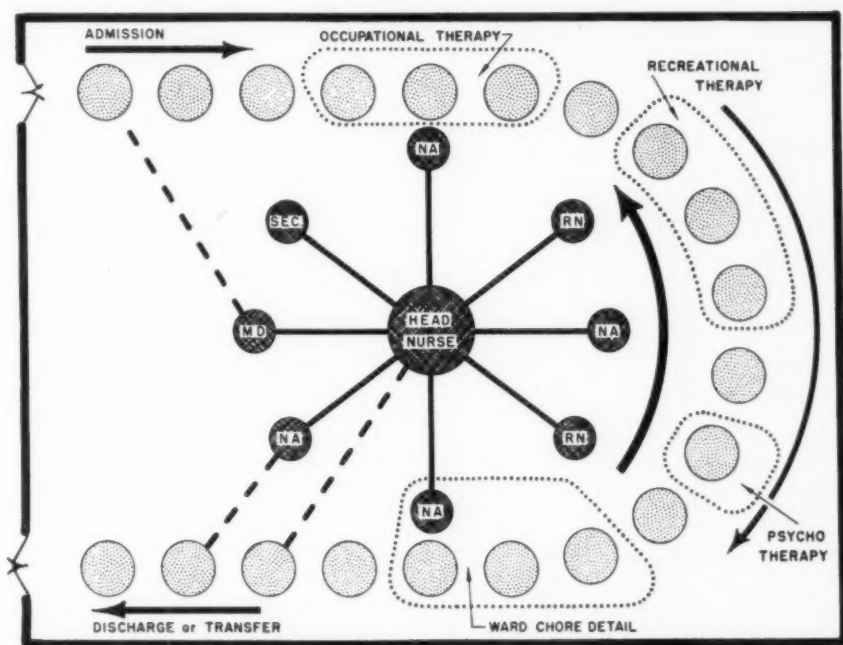 ADMISSION
OCCUPATIONAL THERAPY
RECREATIONAL
THERAPY
NA
SEC.
RN
MD
HEAD
NURSE
NA
NA
RN
NA
PSYCHO
THERAPY
DISCHARGE or TRANSFER
WARD CHORE DETAIL